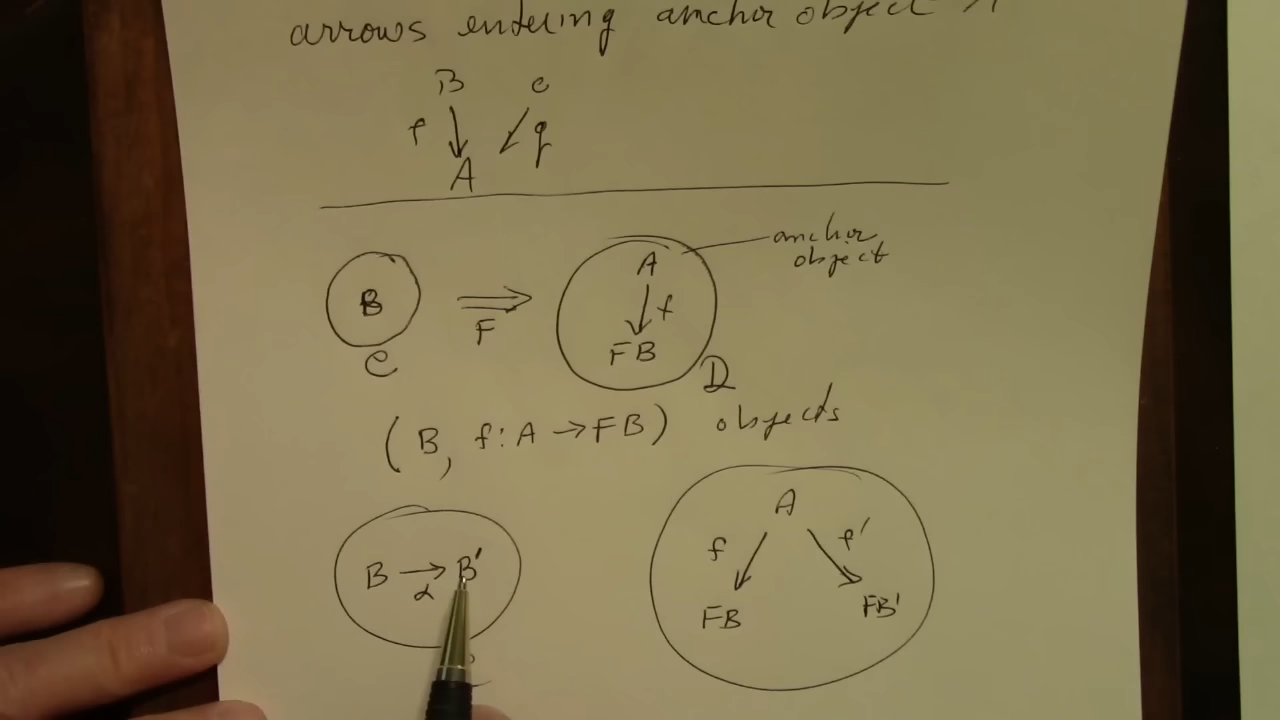 arrows entering anchor object A
B C
f g
A
anchor
object
A
B
f
F
FB
C D
(B, f: A → FB) objects
A
f f'
B → B'
α
FB FB'